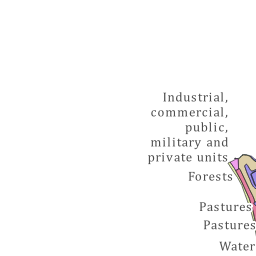 Industrial,
commercial,
public,
military and
private units
Forests
Pastures
Pastures
Water